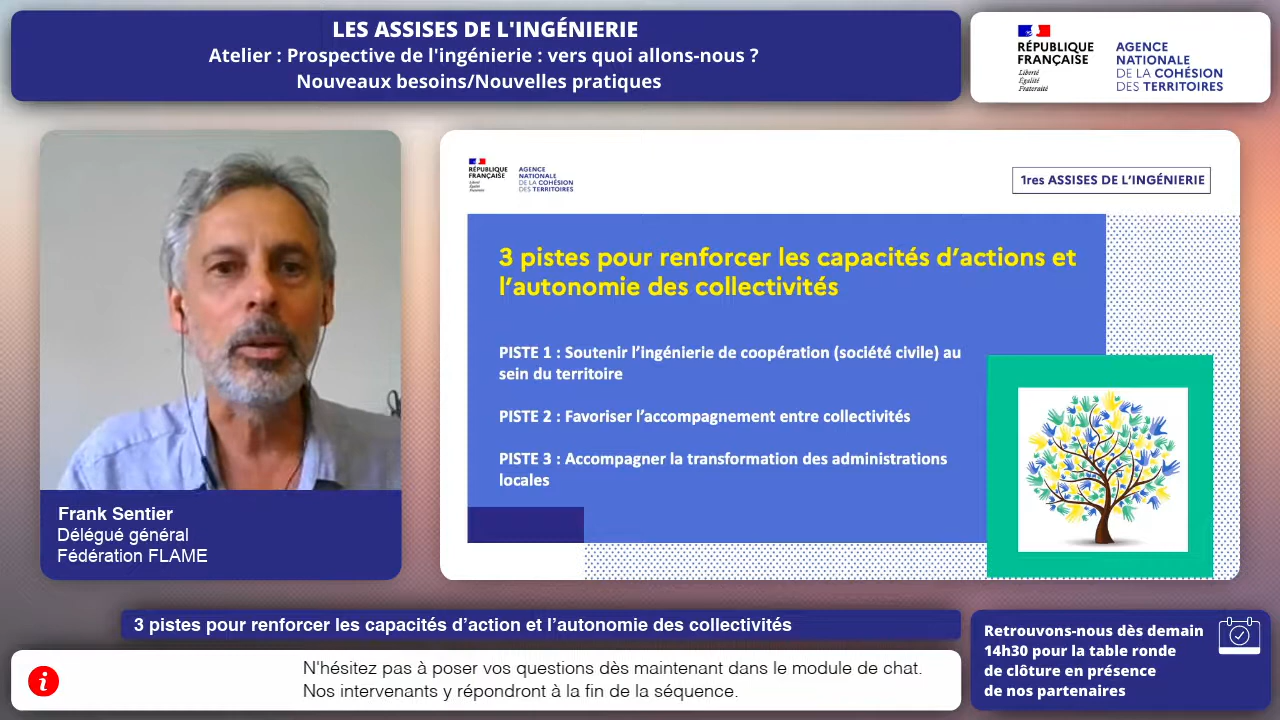 LES ASSISES DE L'INGÉNIERIE
Atelier : Prospective de l'ingénierie : vers quoi allons-nous ?
Nouveaux besoins/Nouvelles pratiques
RÉPUBLIQUE
FRANÇAISE
Liberté
Égalité
Fraternité
AGENCE
NATIONALE
DE LA COHÉSION
DES TERRITOIRES
RÉPUBLIQUE
FRANÇAISE
Liberté
Égalité
Fraternité
AGENCE
NATIONALE
DE LA COHÉSION
DES TERRITOIRES
1res ASSISES DE L'INGÉNIERIE
3 pistes pour renforcer les capacités d'actions et
l'autonomie des collectivités
PISTE 1 : Soutenir l'ingénierie de coopération (société civile) au
sein du territoire
PISTE 2 : Favoriser l'accompagnement entre collectivités
PISTE 3 : Accompagner la transformation des administrations
locales
Frank Sentier
Délégué général
Fédération FLAME
3 pistes pour renforcer les capacités d'action et l'autonomie des collectivités
i
N'hésitez pas à poser vos questions dès maintenant dans le module de chat.
Nos intervenants y répondront à la fin de la séquence.
Retrouvons-nous dès demain
14h30 pour la table ronde
de clôture en présence
de nos partenaires